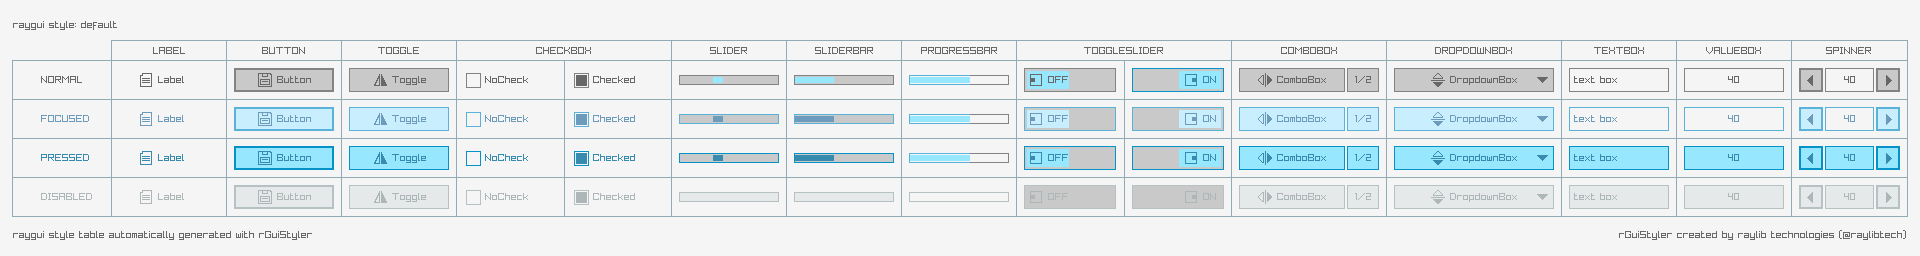 raygui style: default
LABEL BUTTON TOGGLE CHECKBOX SLIDER SLIDERBAR PROGRESSBAR TOGGLESLIDER COMBOBOX DROPDOWNBOX TEXTBOX VALUEBOX SPINNER
NORMAL Label Button Toggle NoCheck Checked OFF ON ComboBox 1/2 DropdownBox text box 40 40
FOCUSED Label Button Toggle NoCheck Checked OFF ON ComboBox 1/2 DropdownBox text box 40 40
PRESSED Label Button Toggle NoCheck Checked OFF ON ComboBox 1/2 DropdownBox text box 40 40
DISABLED Label Button Toggle NoCheck Checked OFF ON ComboBox 1/2 DropdownBox text box 40 40
raygui style table automatically generated with rGuiStyler rGuiStyler created by raylib technologies (@raylibtech)